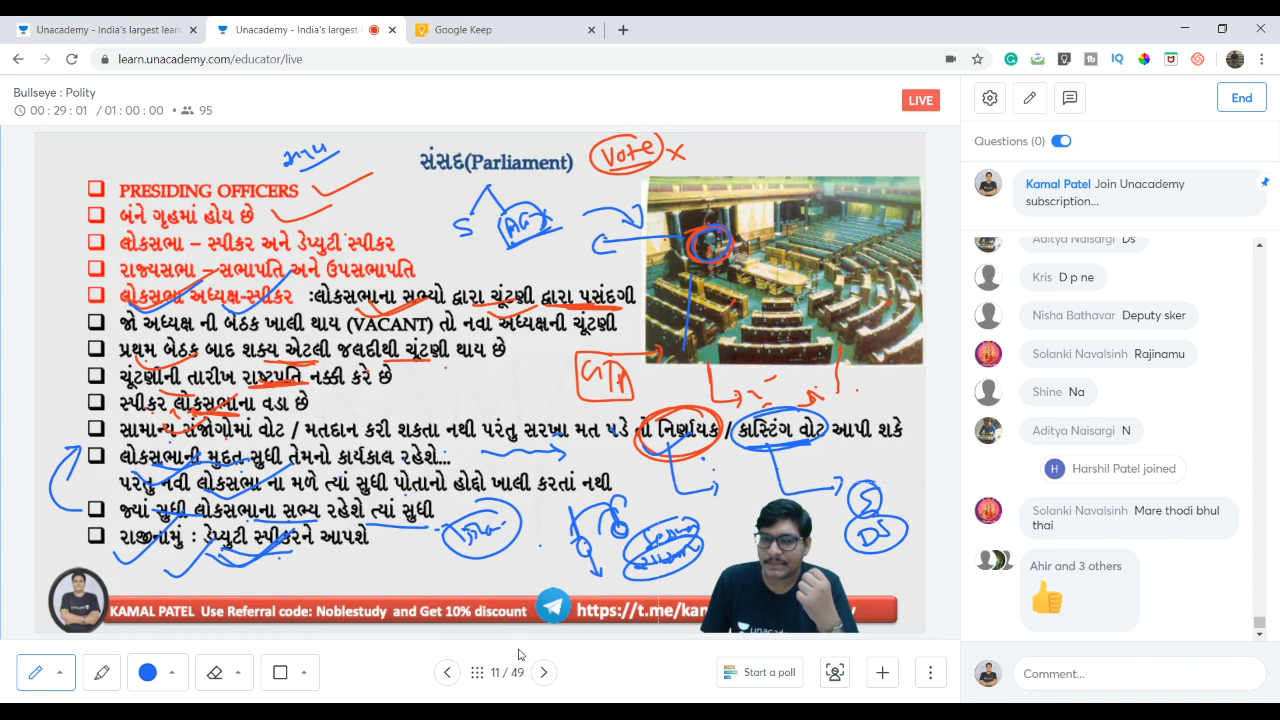 Unacademy - India's largest learn
Unacademy - India's largest l
Google Keep
learn.unacademy.com/educator/live
Bullseye : Polity
00 : 29 : 01 / 01 : 00 : 00 • 95
LIVE
End
Questions (0)
Kamal Patel Join Unacademy
subscription...
Aditya Naisargi Ds
Kris D p ne
Nisha Bathavar Deputy sker
Solanki Navalsinh Rajinamu
Shine Na
Aditya Naisargi N
H Harshil Patel joined
Solanki Navalsinh Mare thodi bhul
thai
Ahir and 3 others
Comment...
સંસદ(Parliament)
Vote x
PRESIDING OFFICERS
બંને ગૃહમાં હોય છે
S
લોકસભા – સ્પીકર અને ડેપ્યુટી સ્પીકર
રાજ્યસભા – સભાપતિ અને ઉપસભાપતિ
લોકસભા અધ્યક્ષ-સ્પીકર :લોકસભાના સભ્યો દ્વારા ચૂંટણી દ્વારા પસંદગી
જો અધ્યક્ષ ની બેઠક ખાલી થાય (VACANT) તો નવા અધ્યક્ષની ચૂંટણી
પ્રથમ બેઠક બાદ શક્ય એટલી જલદીથી ચૂંટણી થાય છે
ચૂંટણીની તારીખ રાષ્ટ્રપતિ નક્કી કરે છે
સ્પીકર લોકસભાના વડા છે
સામાન્ય સંજોગોમાં વોટ / મતદાન કરી શકતા નથી પરંતુ સરખા મત પડે તો નિર્ણાયક / કાસ્ટિંગ વોટ આપી શકે
લોકસભાની મુદત સુધી તેમનો કાર્યકાલ રહેશે...
પરંતુ નવી લોકસભા ના મળે ત્યાં સુધી પોતાનો હોદ્દો ખાલી કરતાં નથી
જ્યાં સુધી લોકસભાના સભ્ય રહેશે ત્યાં સુધી
રાજીનામું : ડેપ્યુટી સ્પીકરને આપશે
S
DS
KAMAL PATEL Use Referral code: Noblestudy and Get 10% discount
https://t.me/kam
unacademy
11 / 49
Start a poll